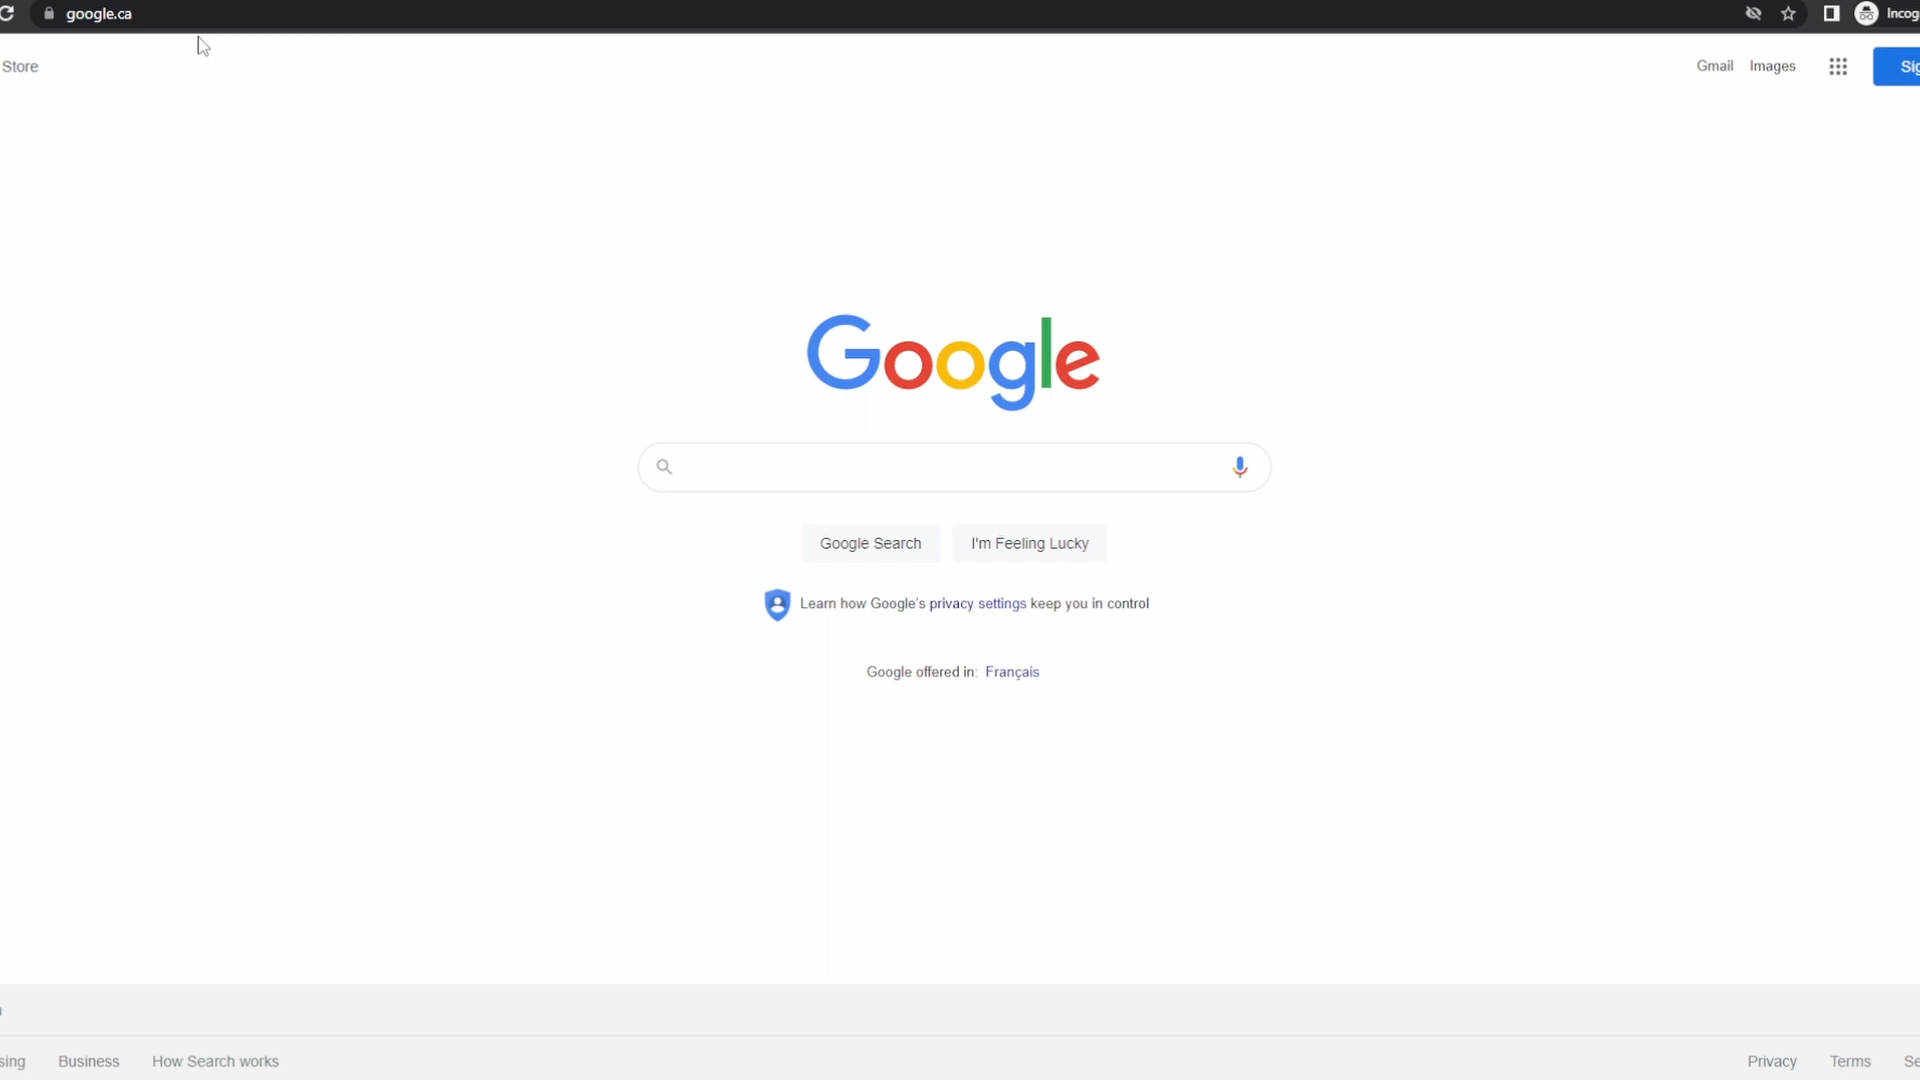 google.ca
Incog
Store
Gmail Images
Sig
Google
Google Search I'm Feeling Lucky
Learn how Google's privacy settings keep you in control
Google offered in: Français
sing Business How Search works
Privacy Terms Se